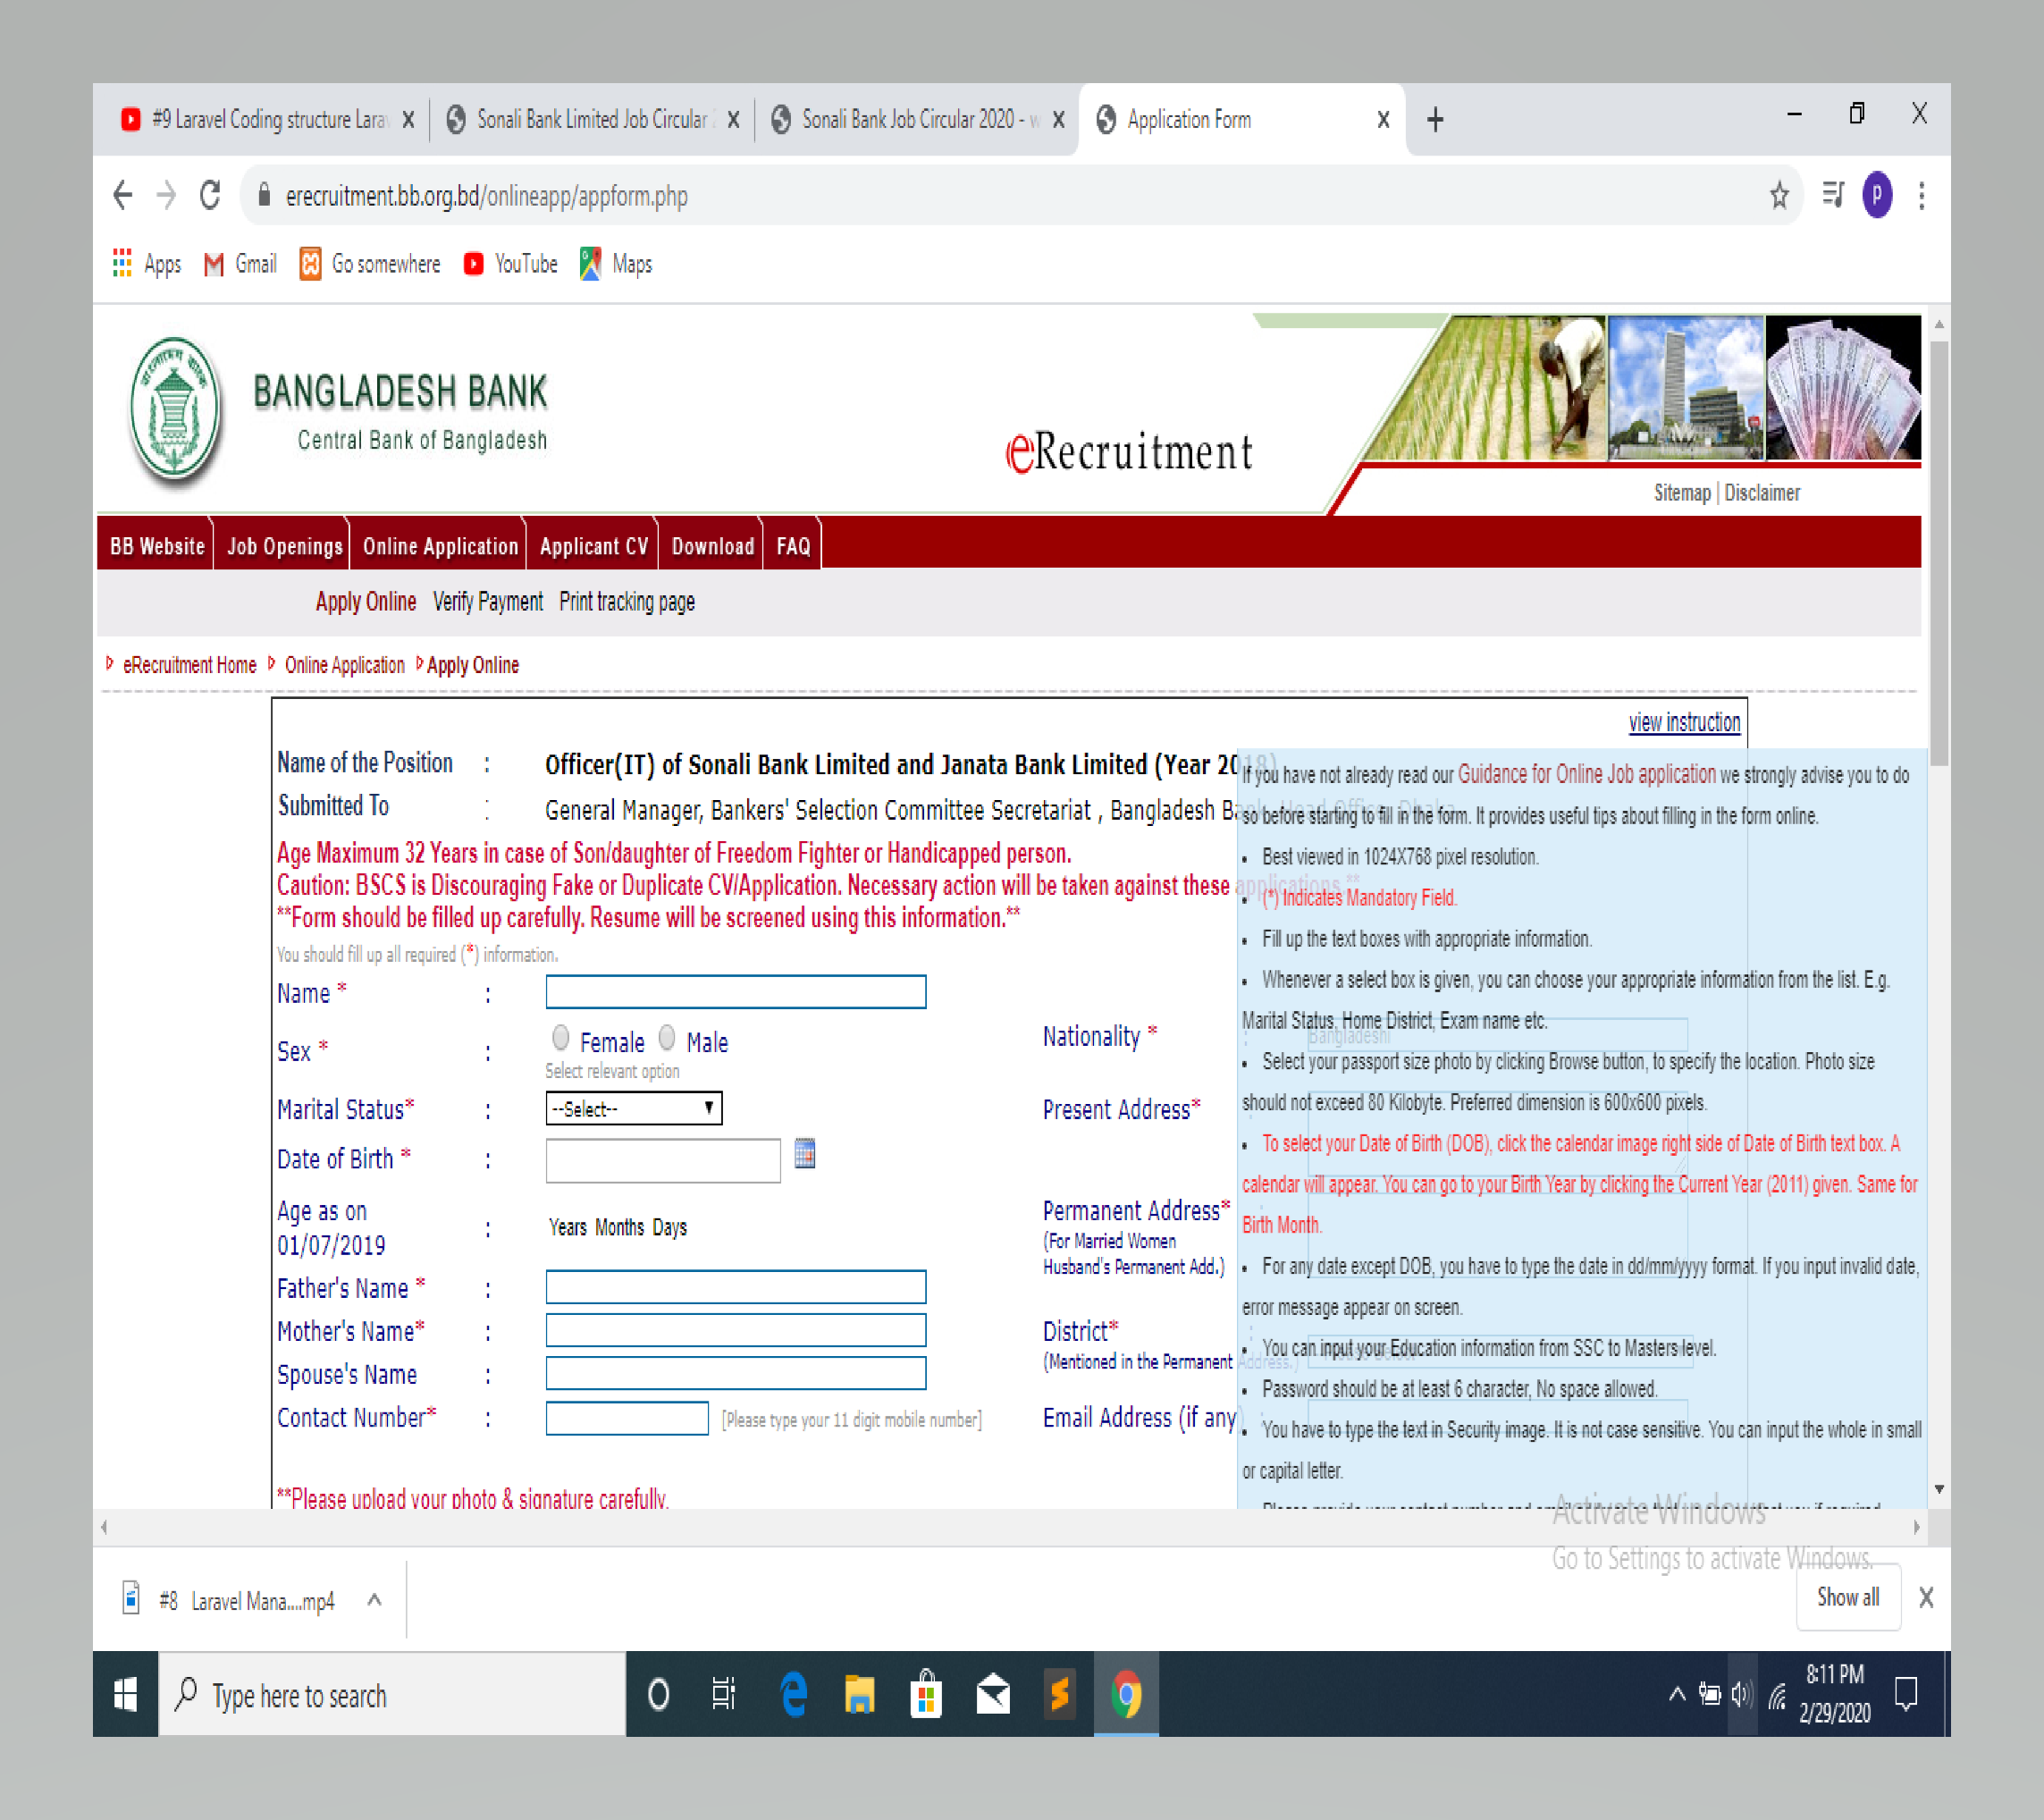 #9 Laravel Coding structure Lara
Sonali Bank Limited Job Circular
Sonali Bank Job Circular 2020 - w
Application Form
erecruitment.bb.org.bd/onlineapp/appform.php
p
Apps Gmail Go somewhere YouTube Maps
BANGLADESH BANK
Central Bank of Bangladesh
eRecruitment
Sitemap | Disclaimer
BB Website Job Openings Online Application Applicant CV Download FAQ
Apply Online Verify Payment Print tracking page
eRecruitment Home Online Application Apply Online
view instruction
Name of the Position : Officer(IT) of Sonali Bank Limited and Janata Bank Limited (Year 2018)
Submitted To : General Manager, Bankers' Selection Committee Secretariat , Bangladesh Bank, Head Office, Dhaka
Age Maximum 32 Years in case of Son/daughter of Freedom Fighter or Handicapped person.
Caution: BSCS is Discouraging Fake or Duplicate CV/Application. Necessary action will be taken against these applications.**
**Form should be filled up carefully. Resume will be screened using this information.**
You should fill up all required (*) information.
Name * :
Sex * : Female Male
Select relevant option
Marital Status* : --Select--
Date of Birth * :
Age as on
01/07/2019
: Years Months Days
Father's Name * :
Mother's Name* :
Spouse's Name :
Contact Number* : [Please type your 11 digit mobile number]
Nationality * : Bangladeshi
Present Address*
Permanent Address* :
(For Married Women
Husband's Permanent Add.)
District* :
(Mentioned in the Permanent Address.)
Email Address (if any) :
**Please upload your photo & signature carefully.
If you have not already read our Guidance for Online Job application we strongly advise you to do
so before starting to fill in the form. It provides useful tips about filling in the form online.
• Best viewed in 1024X768 pixel resolution.
• (*) Indicates Mandatory Field.
• Fill up the text boxes with appropriate information.
• Whenever a select box is given, you can choose your appropriate information from the list. E.g.
Marital Status, Home District, Exam name etc.
• Select your passport size photo by clicking Browse button, to specify the location. Photo size
should not exceed 80 Kilobyte. Preferred dimension is 600x600 pixels.
• To select your Date of Birth (DOB), click the calendar image right side of Date of Birth text box. A
calendar will appear. You can go to your Birth Year by clicking the Current Year (2011) given. Same for
Birth Month.
• For any date except DOB, you have to type the date in dd/mm/yyyy format. If you input invalid date,
error message appear on screen.
• You can input your Education information from SSC to Masters level.
• Password should be at least 6 character, No space allowed.
• You have to type the text in Security image. It is not case sensitive. You can input the whole in small
or capital letter.
Activate Windows
Go to Settings to activate Windows.
#8 Laravel Mana....mp4
Show all
Type here to search
8:11 PM
2/29/2020